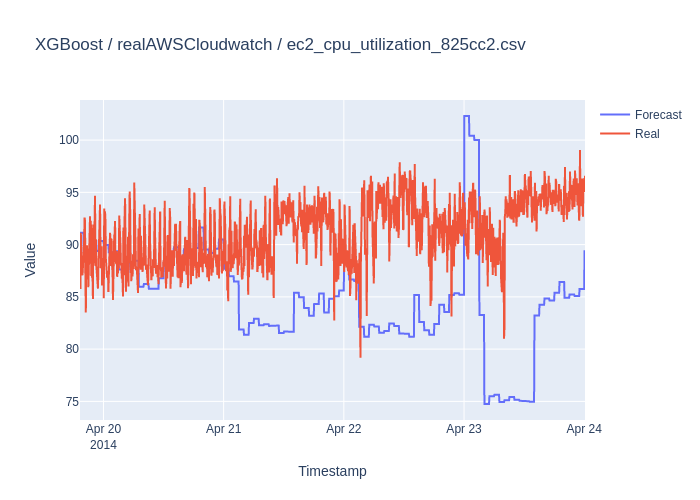 XGBoost / realAWSCloudwatch / ec2_cpu_utilization_825cc2.csv
Forecast
Real
100
95
90
85
80
75
Value
Apr 20
2014
Apr 21
Apr 22
Apr 23
Apr 24
Timestamp